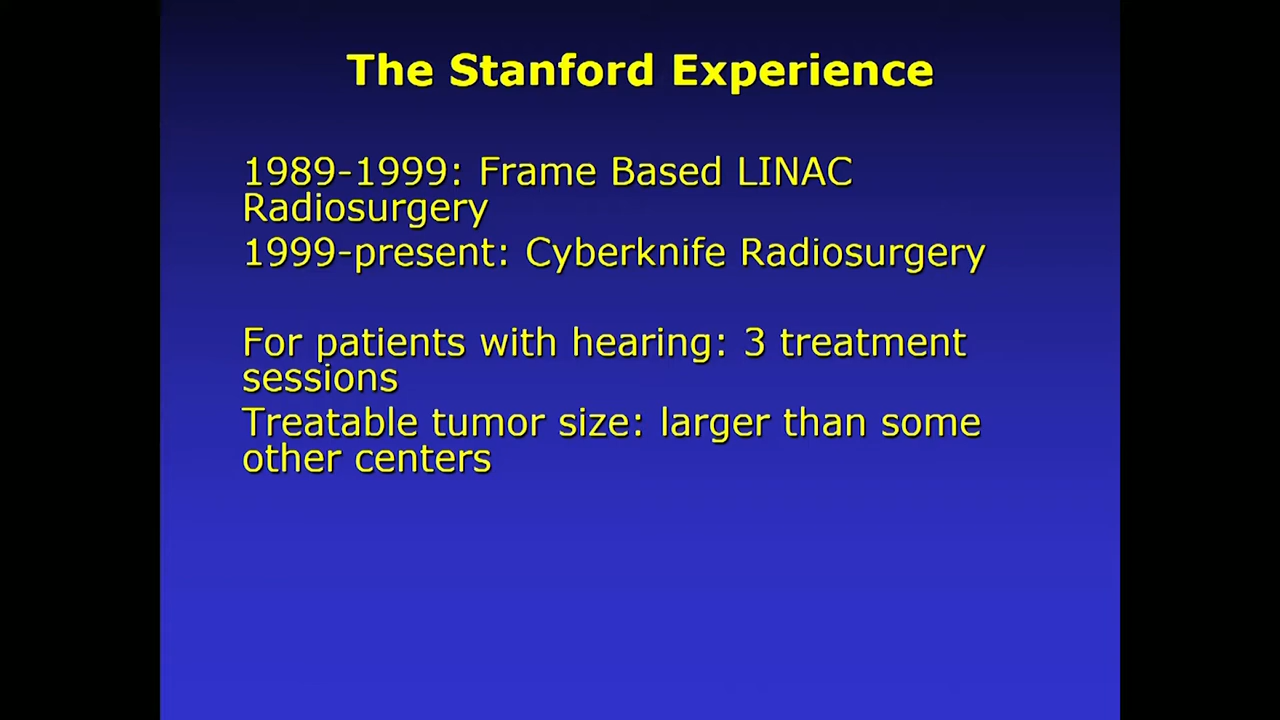 The Stanford Experience
1989-1999: Frame Based LINAC
Radiosurgery
1999-present: Cyberknife Radiosurgery
For patients with hearing: 3 treatment
sessions
Treatable tumor size: larger than some
other centers